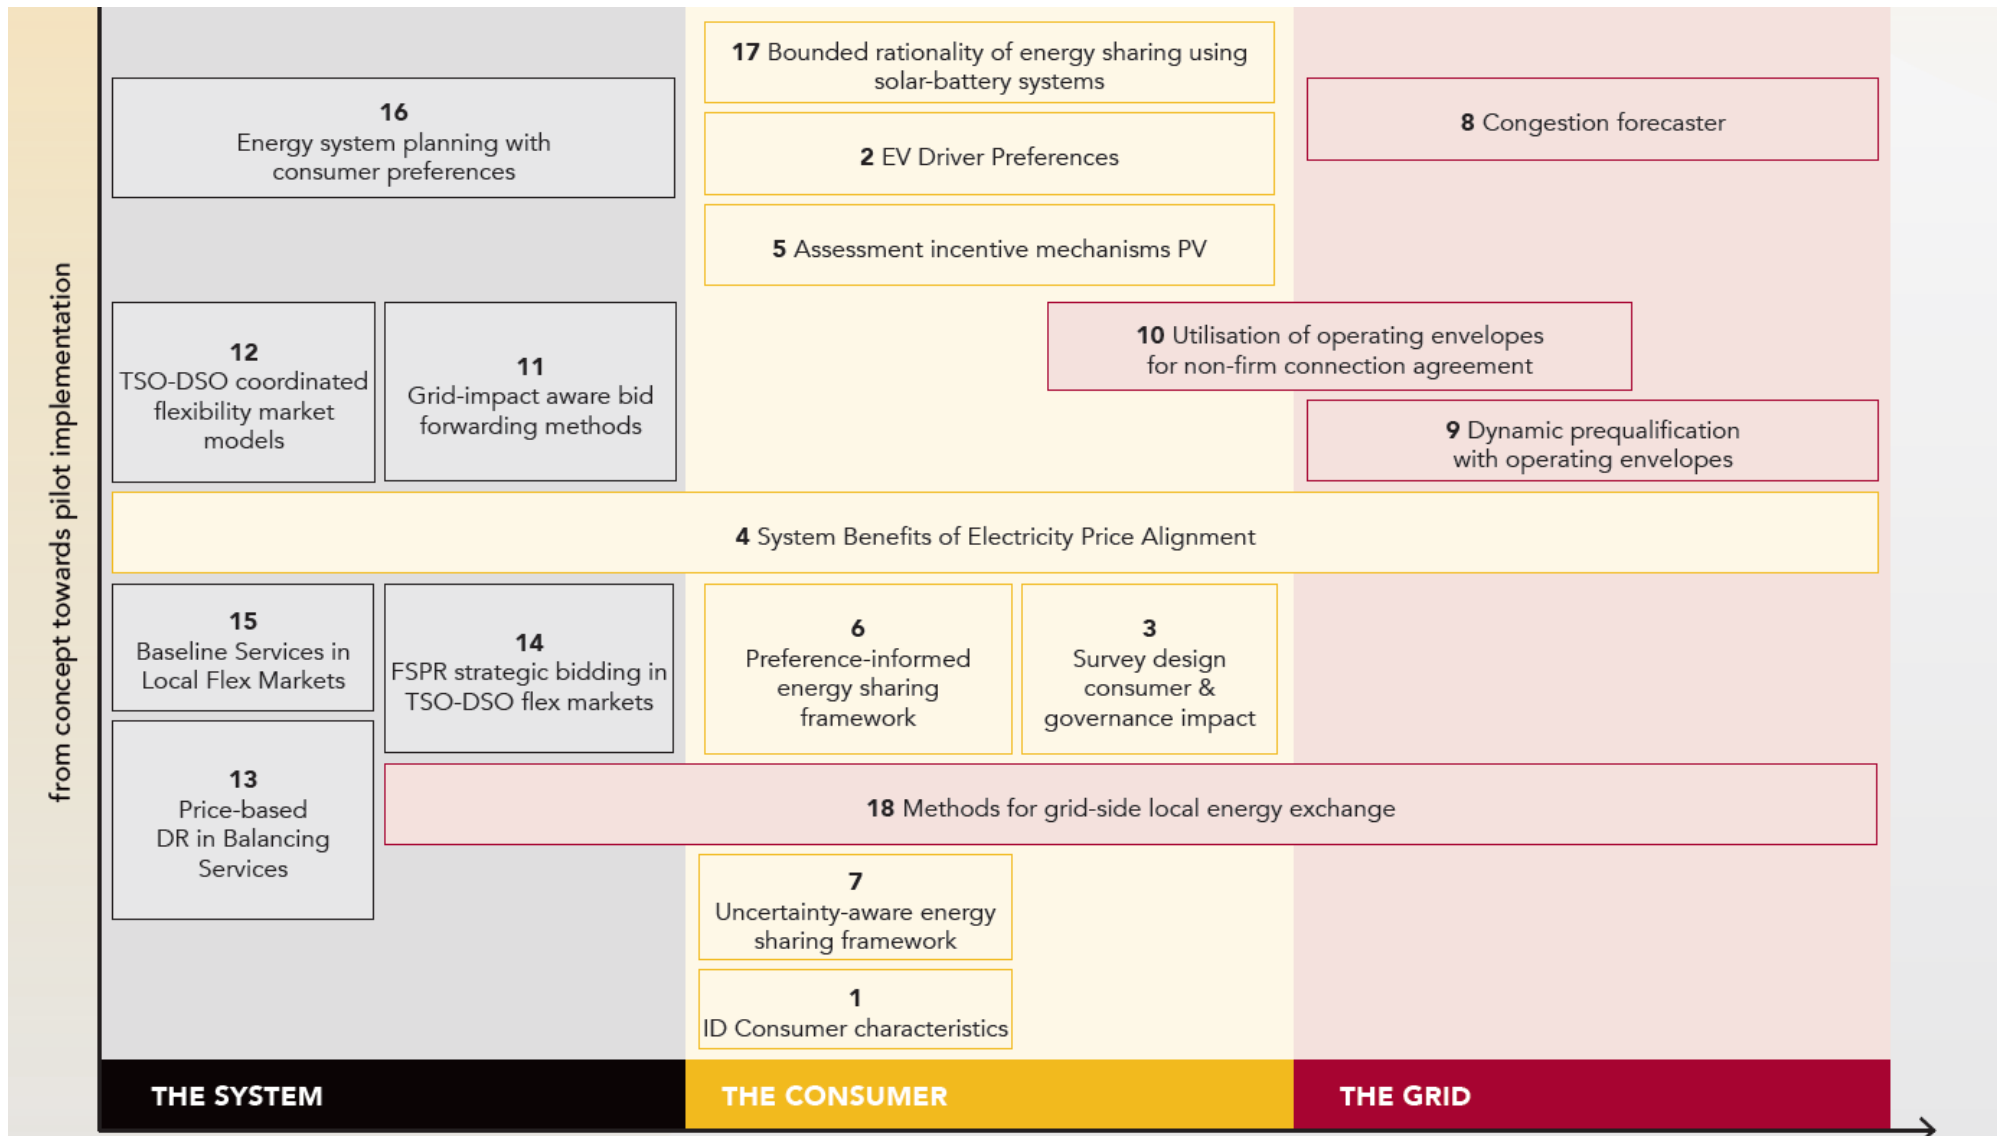 17 Bounded rationality of energy sharing using
solar-battery systems
16
Energy system planning with
consumer preferences
8 Congestion forecaster
2 EV Driver Preferences
5 Assessment incentive mechanisms PV
from concept towards pilot implementation
12
TSO-DSO coordinated
flexibility market
models
11
Grid-impact aware bid
forwarding methods
10 Utilisation of operating envelopes
for non-firm connection agreement
9 Dynamic prequalification
with operating envelopes
4 System Benefits of Electricity Price Alignment
15
Baseline Services in
Local Flex Markets
14
FSPR strategic bidding in
TSO-DSO flex markets
6
Preference-informed
energy sharing
framework
3
Survey design
consumer &
governance impact
13
Price-based
DR in Balancing
Services
18 Methods for grid-side local energy exchange
7
Uncertainty-aware energy
sharing framework
1
ID Consumer characteristics
THE SYSTEM
THE CONSUMER
THE GRID